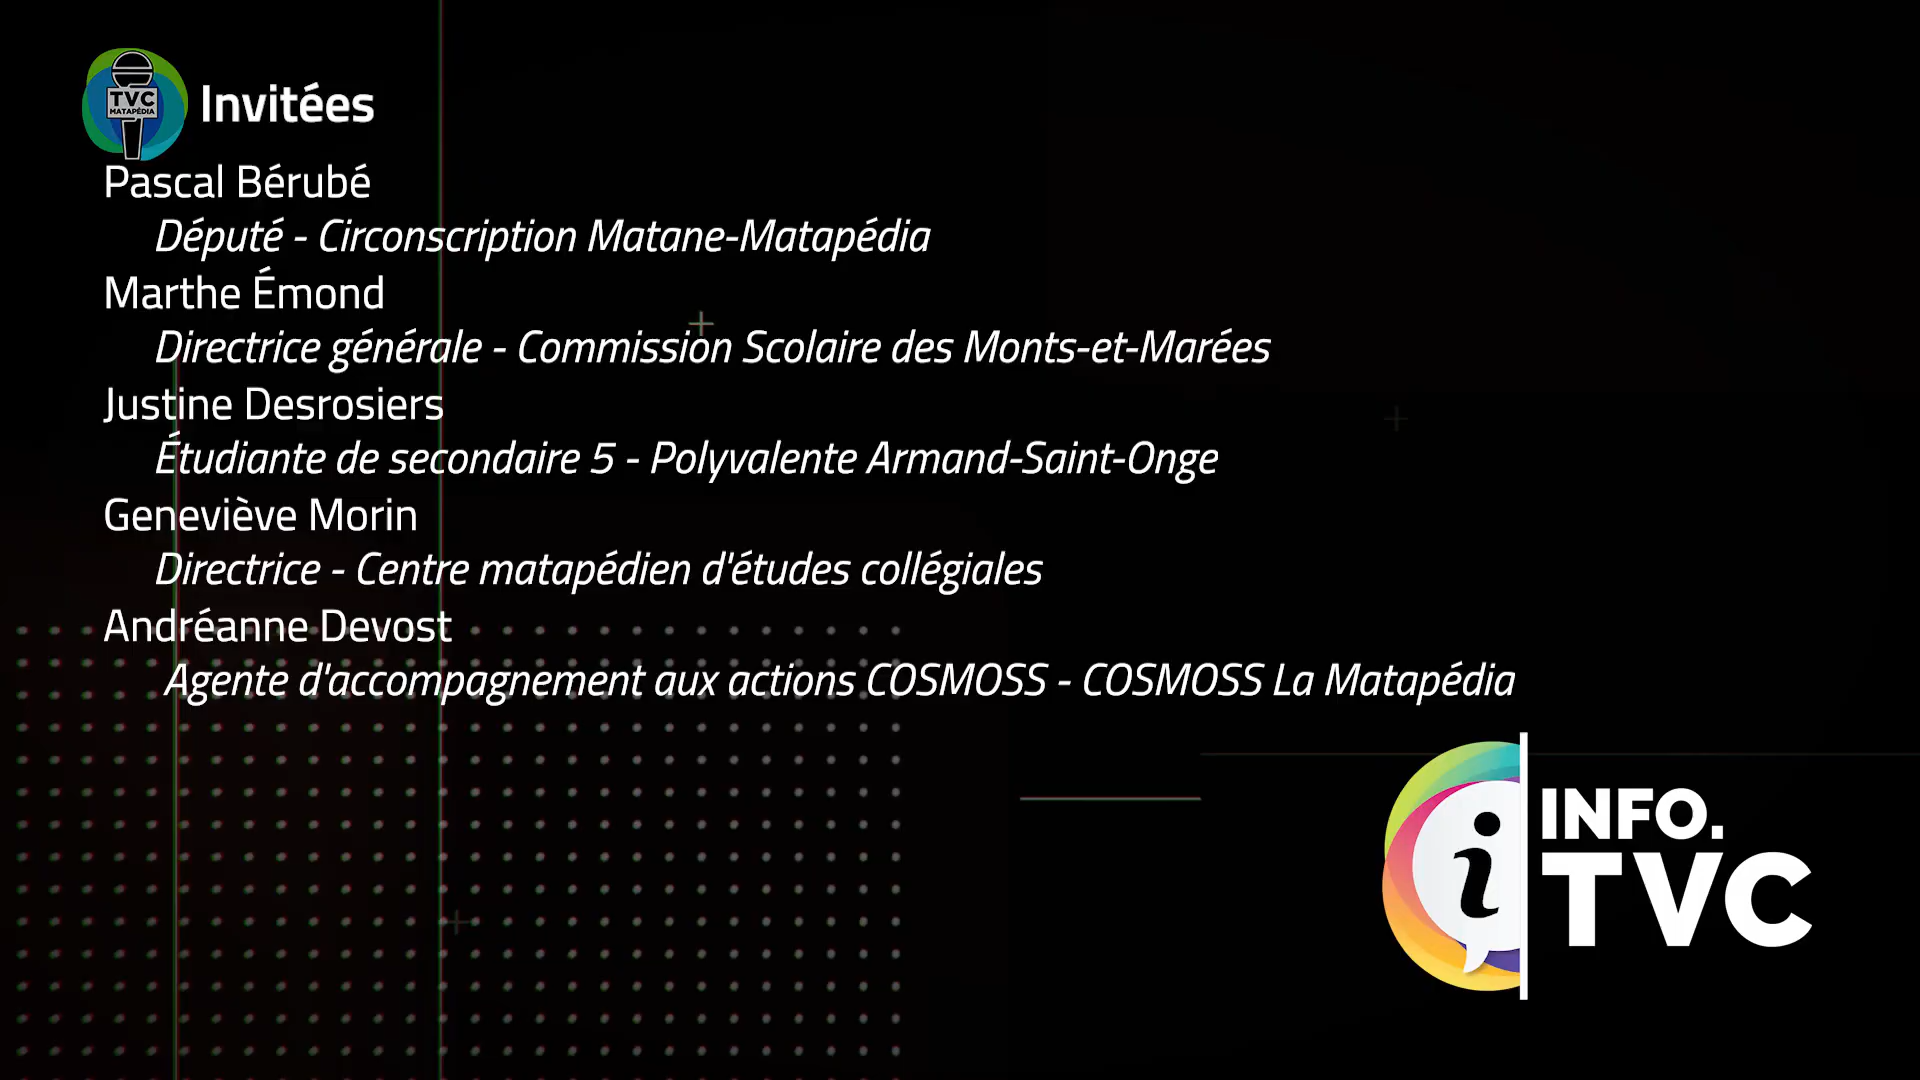 TVC
MATAPÉDIA
Invitées
Pascal Bérubé
Député - Circonscription Matane-Matapédia
Marthe Émond
Directrice générale - Commission Scolaire des Monts-et-Marées
Justine Desrosiers
Étudiante de secondaire 5 - Polyvalente Armand-Saint-Onge
Geneviève Morin
Directrice - Centre matapédien d'études collégiales
Andréanne Devost
Agente d'accompagnement aux actions COSMOSS - COSMOSS La Matapédia
i
INFO.
TVC